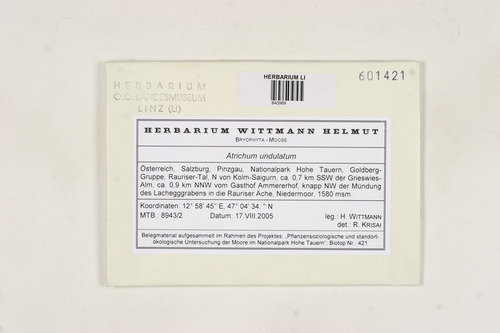 HERBARIUM LI
840985
601421
HERBARIUM
O.Ö. LANDESMUSEUM
LINZ (LI)
HERBARIUM WITTMANN HELMUT
BRYOPHYTA - MOOSE
Atrichum undulatum
Österreich, Salzburg, Pinzgau, Nationalpark Hohe Tauern, Goldberg-
Gruppe, Rauriser-Tal, N von Kolm-Saigurn, ca. 0,7 km SSW der Grieswies-
Alm, ca. 0,9 km NNW vom Gasthof Ammererhof, knapp NW der Mündung
des Lacheggrabens in die Rauriser Ache, Niedermoor, 1580 msm.
Koordinaten: 12° 58' 45'' E, 47° 04' 34. '' N
MTB.: 8943/2 Datum: 17.VIII.2005 leg.: H. WITTMANN
det.: R. KRISAI
Belegmaterial aufgesammelt im Rahmen des Projektes: „Pflanzensoziologische und standort-
ökologische Untersuchung der Moore im Nationalpark Hohe Tauern“; Biotop Nr.: 421